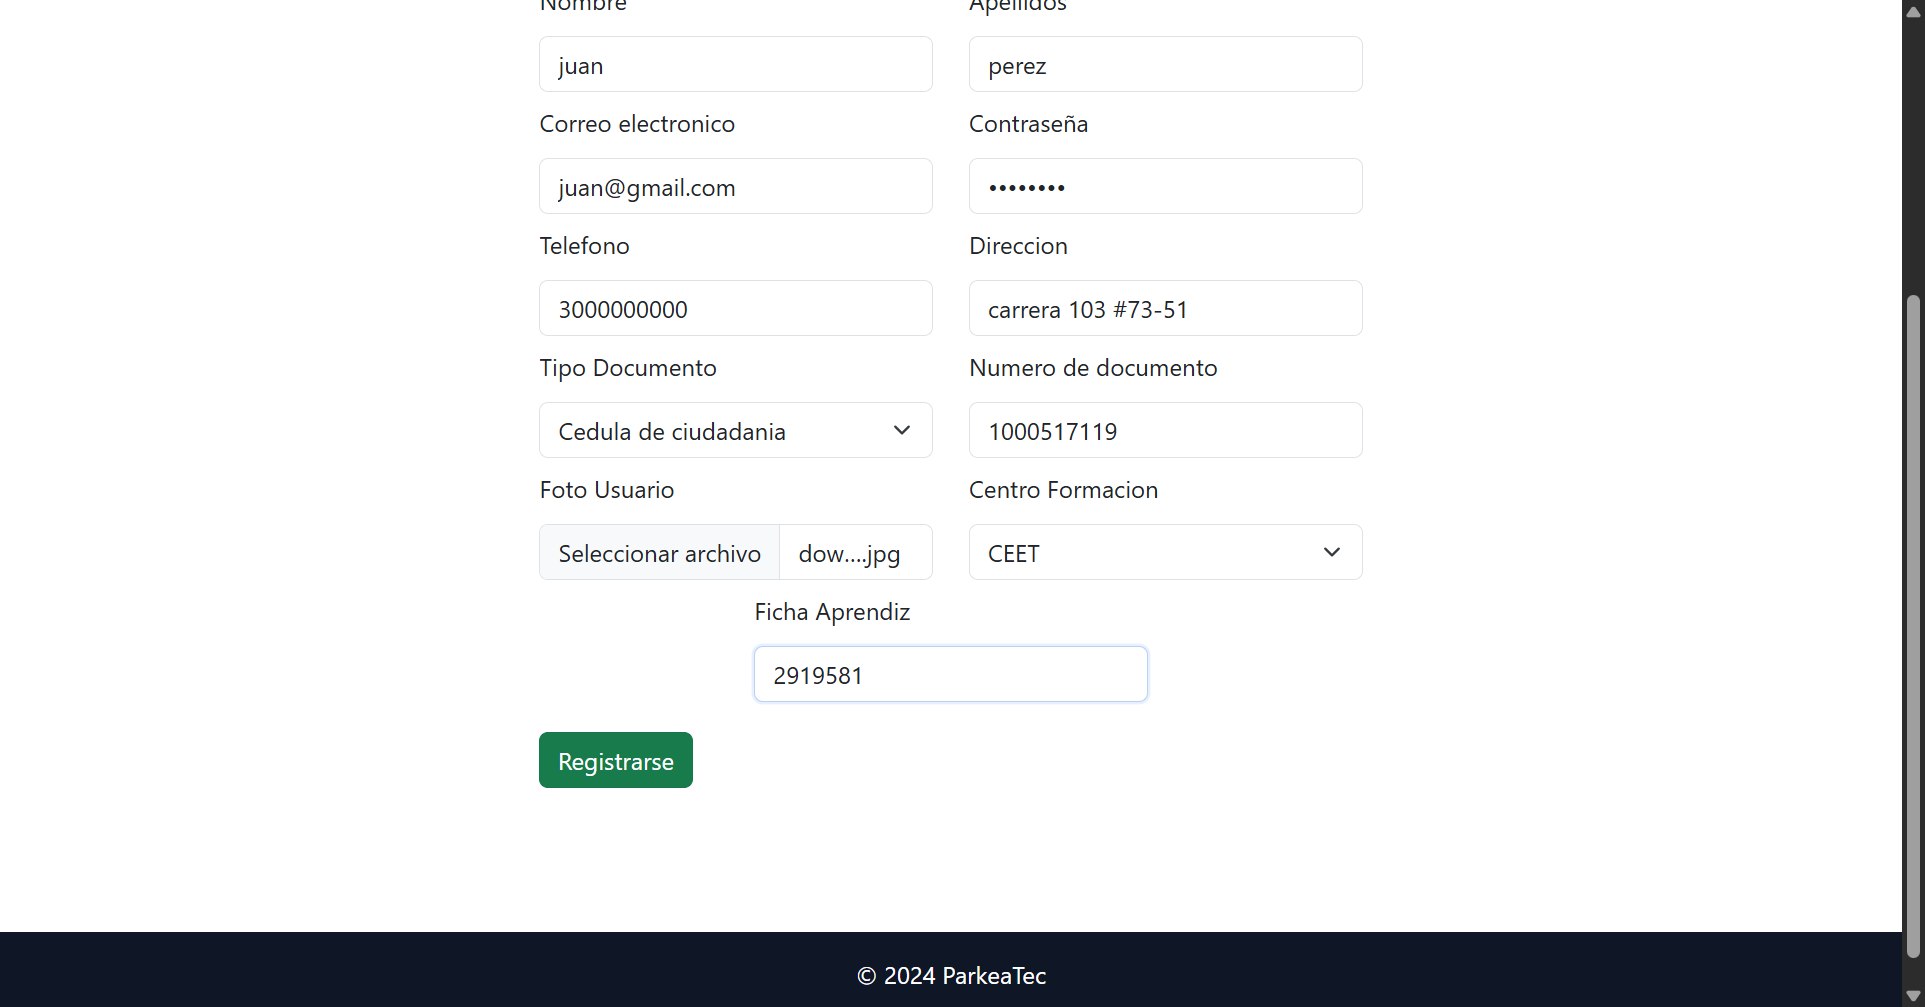 Nombre Apellidos
juan perez
Correo electronico Contraseña
juan@gmail.com ••••••••
Telefono Direccion
3000000000 carrera 103 #73-51
Tipo Documento Numero de documento
Cedula de ciudadania 1000517119
Foto Usuario Centro Formacion
Seleccionar archivo dow....jpg CEET
Ficha Aprendiz
2919581
Registrarse
© 2024 ParkeaTec